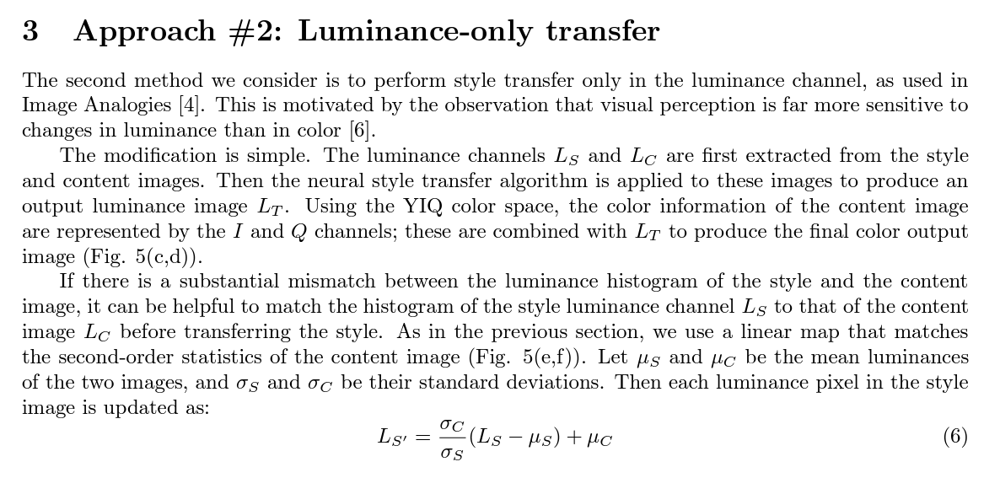 3 Approach #2: Luminance-only transfer
The second method we consider is to perform style transfer only in the luminance channel, as used in
Image Analogies [4]. This is motivated by the observation that visual perception is far more sensitive to
changes in luminance than in color [6].
The modification is simple. The luminance channels L_S and L_C are first extracted from the style
and content images. Then the neural style transfer algorithm is applied to these images to produce an
output luminance image L_T. Using the YIQ color space, the color information of the content image
are represented by the I and Q channels; these are combined with L_T to produce the final color output
image (Fig. 5(c,d)).
If there is a substantial mismatch between the luminance histogram of the style and the content
image, it can be helpful to match the histogram of the style luminance channel L_S to that of the content
image L_C before transferring the style. As in the previous section, we use a linear map that matches
the second-order statistics of the content image (Fig. 5(e,f)). Let μ_S and μ_C be the mean luminances
of the two images, and σ_S and σ_C be their standard deviations. Then each luminance pixel in the style
image is updated as:
L_{S'} = \frac{σ_C}{σ_S}(L_S − μ_S) + μ_C (6)